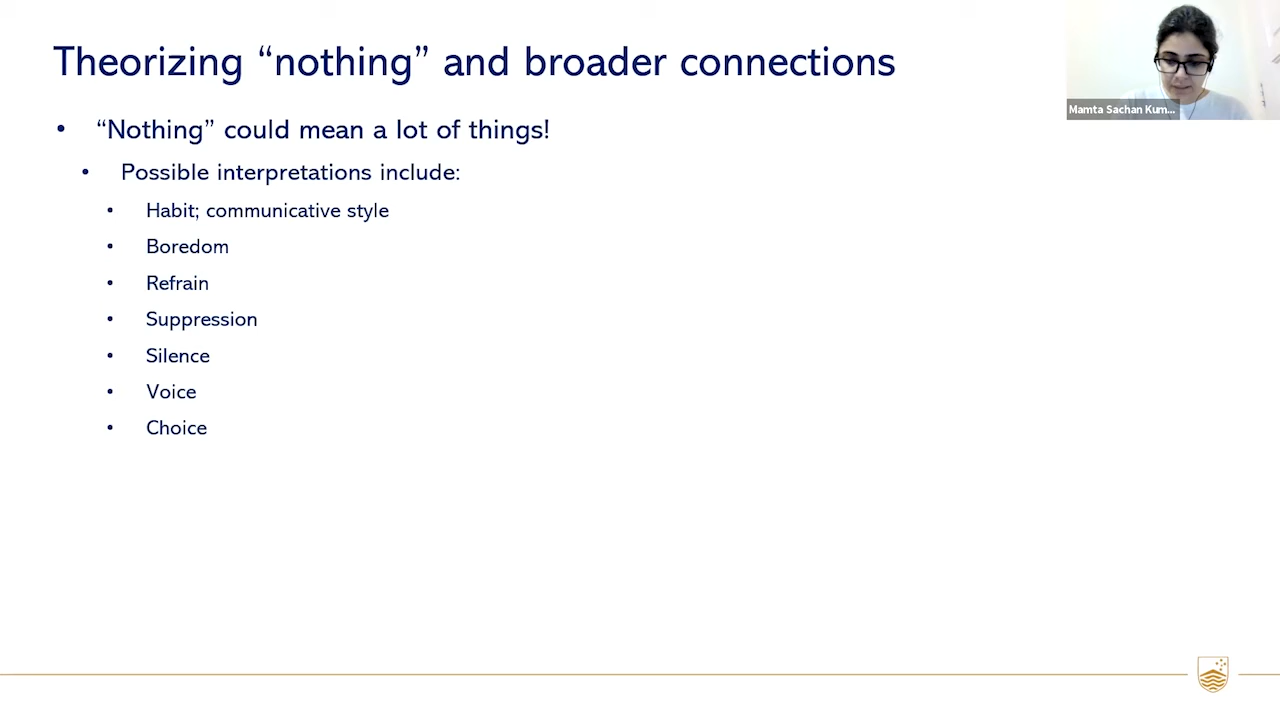 Theorizing “nothing” and broader connections
• “Nothing” could mean a lot of things!
• Possible interpretations include:
• Habit; communicative style
• Boredom
• Refrain
• Suppression
• Silence
• Voice
• Choice
Mamta Sachan Kum...